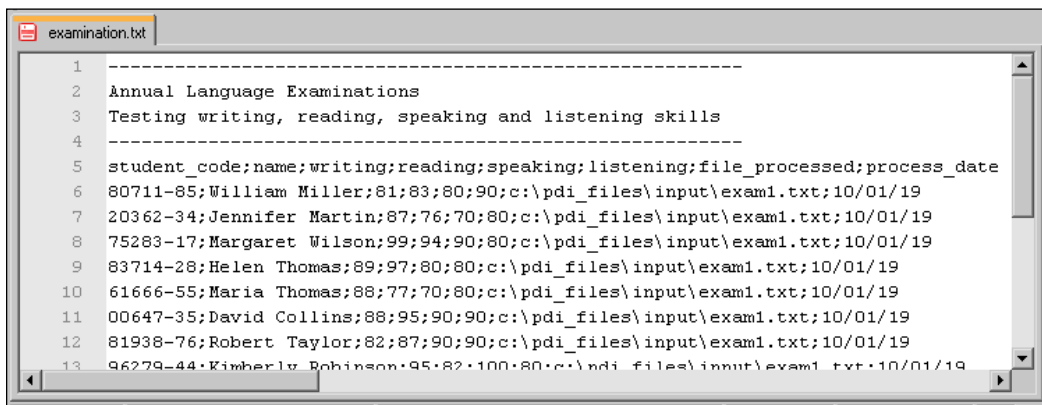 examination.txt
1 ---------------------------------------------------------
2 Annual Language Examinations
3 Testing writing, reading, speaking and listening skills
4 ---------------------------------------------------------
5 student_code;name;writing;reading;speaking;listening;file_processed;process_date
6 80711-85;William Miller;81;83;80;90;c:\pdi_files\input\exam1.txt;10/01/19
7 20362-34;Jennifer Martin;87;76;70;80;c:\pdi_files\input\exam1.txt;10/01/19
8 75283-17;Margaret Wilson;99;94;90;80;c:\pdi_files\input\exam1.txt;10/01/19
9 83714-28;Helen Thomas;89;97;80;80;c:\pdi_files\input\exam1.txt;10/01/19
10 61666-55;Maria Thomas;88;77;70;80;c:\pdi_files\input\exam1.txt;10/01/19
11 00647-35;David Collins;88;95;90;90;c:\pdi_files\input\exam1.txt;10/01/19
12 81938-76;Robert Taylor;82;87;90;90;c:\pdi_files\input\exam1.txt;10/01/19
13 96279-44;Kimberly Robinson;95;82;100;80;c:\pdi_files\input\exam1.txt;10/01/19